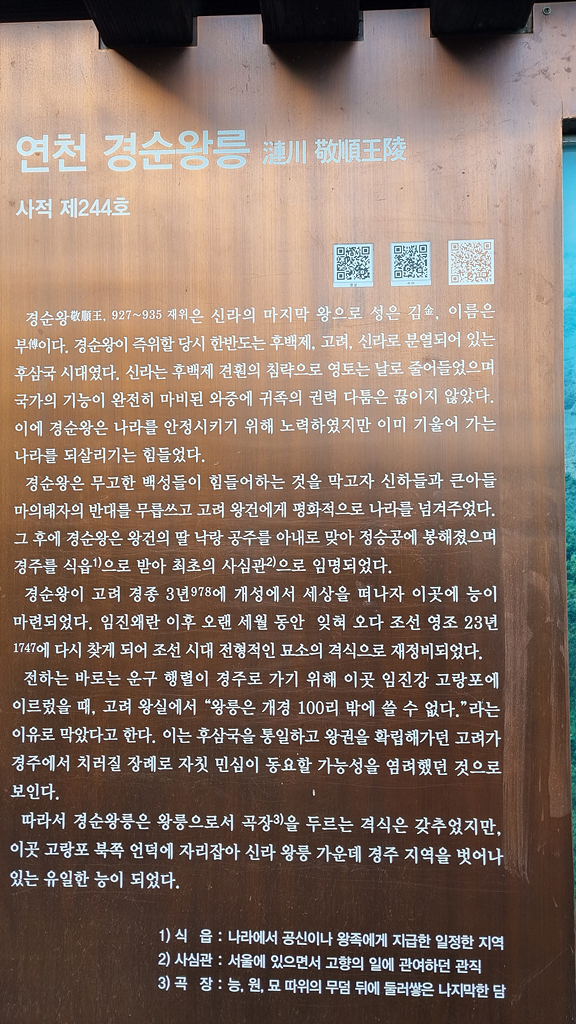 연천 경순왕릉 漣川 敬順王陵
사적 제244호
경순왕敬順王, 927~935 재위은 신라의 마지막 왕으로 성은 김金, 이름은
부傅이다. 경순왕이 즉위할 당시 한반도는 후백제, 고려, 신라로 분열되어 있는
후삼국 시대였다. 신라는 후백제 견훤의 침략으로 영토는 날로 줄어들었으며
국가의 기능이 완전히 마비된 와중에 귀족의 권력 다툼은 끊이지 않았다.
이에 경순왕은 나라를 안정시키기 위해 노력하였지만 이미 기울어 가는
나라를 되살리기는 힘들었다.
경순왕은 무고한 백성들이 힘들어하는 것을 막고자 신하들과 큰아들
마의태자의 반대를 무릅쓰고 고려 왕건에게 평화적으로 나라를 넘겨주었다.
그 후에 경순왕은 왕건의 딸 낙랑 공주를 아내로 맞아 정승공에 봉해졌으며
경주를 식읍1)으로 받아 최초의 사심관2)으로 임명되었다.
경순왕이 고려 경종 3년978에 개성에서 세상을 떠나자 이곳에 능이
마련되었다. 임진왜란 이후 오랜 세월 동안 잊혀 오다 조선 영조 23년
1747에 다시 찾게 되어 조선 시대 전형적인 묘소의 격식으로 재정비되었다.
전하는 바로는 운구 행렬이 경주로 가기 위해 이곳 임진강 고랑포에
이르렀을 때, 고려 왕실에서 “왕릉은 개경 100리 밖에 쓸 수 없다.”라는
이유로 막았다고 한다. 이는 후삼국을 통일하고 왕권을 확립해가던 고려가
경주에서 치러질 장례로 자칫 민심이 동요할 가능성을 염려했던 것으로
보인다.
따라서 경순왕릉은 왕릉으로서 곡장3)을 두르는 격식은 갖추었지만,
이곳 고랑포 북쪽 언덕에 자리잡아 신라 왕릉 가운데 경주 지역을 벗어나
있는 유일한 능이 되었다.
1) 식 읍 : 나라에서 공신이나 왕족에게 지급한 일정한 지역
2) 사심관 : 서울에 있으면서 고향의 일에 관여하던 관직
3) 곡 장 : 능, 원, 묘 따위의 무덤 뒤에 둘러쌓은 나지막한 담